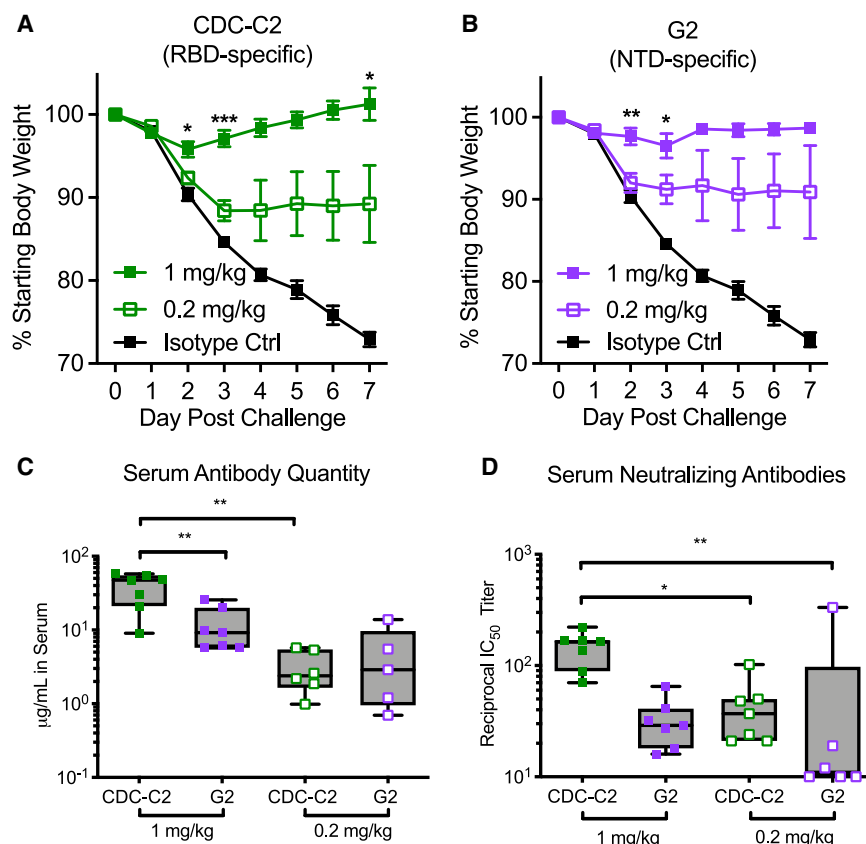 A
CDC-C2
(RBD-specific)
% Starting Body Weight
100
90
80
70
* *** *
1 mg/kg
0.2 mg/kg
Isotype Ctrl
0 1 2 3 4 5 6 7
Day Post Challenge
B
G2
(NTD-specific)
% Starting Body Weight
100
90
80
70
** *
1 mg/kg
0.2 mg/kg
Isotype Ctrl
0 1 2 3 4 5 6 7
Day Post Challenge
C
Serum Antibody Quantity
**
**
µg/mL in Serum
10²
10¹
10⁰
10⁻¹
CDC-C2 G2 CDC-C2 G2
1 mg/kg 0.2 mg/kg
D
Serum Neutralizing Antibodies
**
*
Reciprocal IC₅₀ Titer
10³
10²
10¹
CDC-C2 G2 CDC-C2 G2
1 mg/kg 0.2 mg/kg